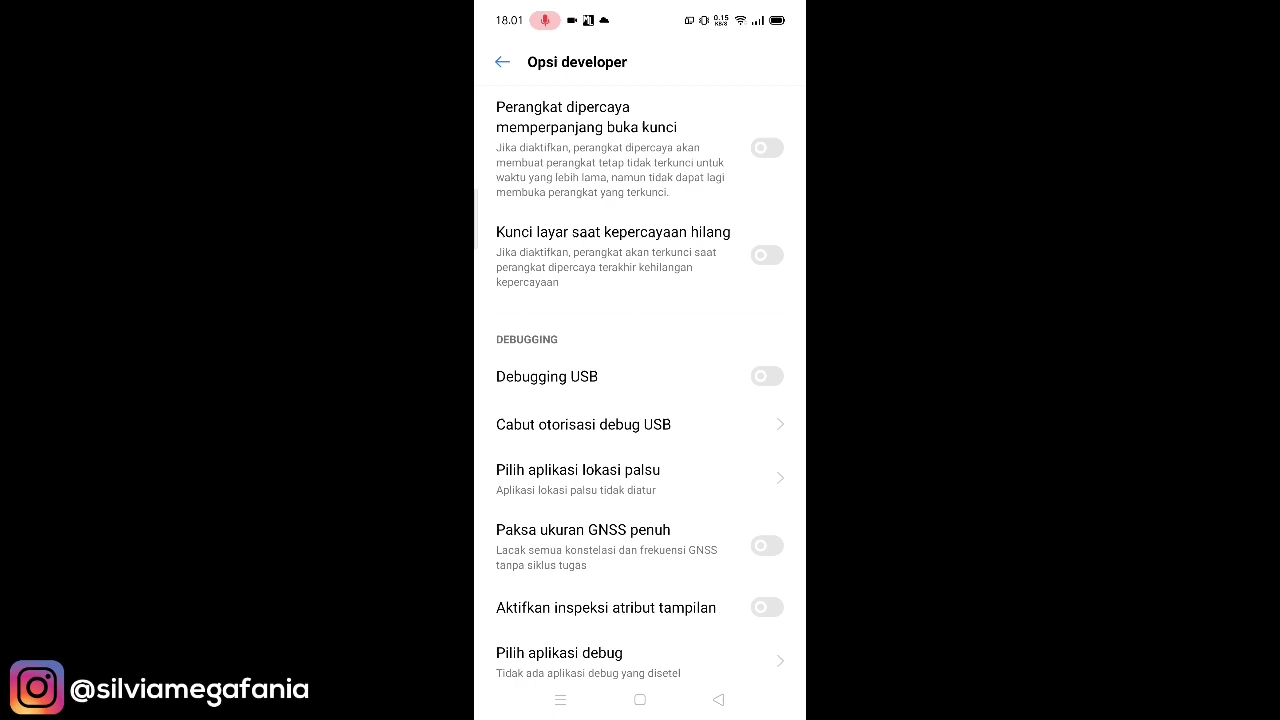 18.01
0.15
KB/S
Opsi developer
Perangkat dipercaya
memperpanjang buka kunci
Jika diaktifkan, perangkat dipercaya akan
membuat perangkat tetap tidak terkunci untuk
waktu yang lebih lama, namun tidak dapat lagi
membuka perangkat yang terkunci.
Kunci layar saat kepercayaan hilang
Jika diaktifkan, perangkat akan terkunci saat
perangkat dipercaya terakhir kehilangan
kepercayaan
DEBUGGING
Debugging USB
Cabut otorisasi debug USB
Pilih aplikasi lokasi palsu
Aplikasi lokasi palsu tidak diatur
Paksa ukuran GNSS penuh
Lacak semua konstelasi dan frekuensi GNSS
tanpa siklus tugas
Aktifkan inspeksi atribut tampilan
Pilih aplikasi debug
Tidak ada aplikasi debug yang disetel
@silviamegafania